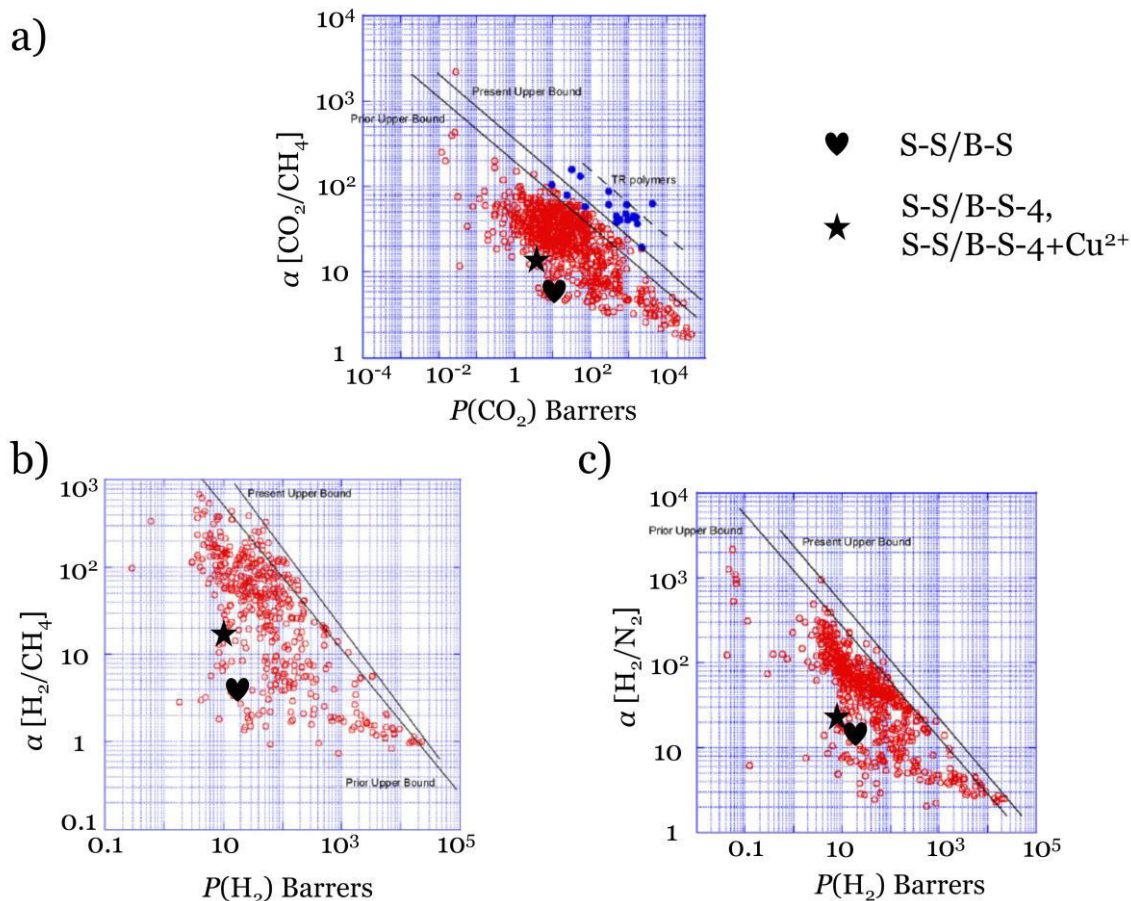 a)
10⁴
10³
10²
10
1
α [CO₂/CH₄]
Present Upper Bound
Prior Upper Bound
TR polymers
10⁻⁴
10⁻²
1
10²
10⁴
P(CO₂) Barrers
S-S/B-S
S-S/B-S-4,
S-S/B-S-4+Cu²⁺
b)
10³
10²
10
1
0.1
α [H₂/CH₄]
Present Upper Bound
Prior Upper Bound
0.1
10
10³
10⁵
P(H₂) Barrers
c)
10⁴
10³
10²
10
1
α [H₂/N₂]
Prior Upper Bound
Present Upper Bound
0.1
10
10³
10⁵
P(H₂) Barrers